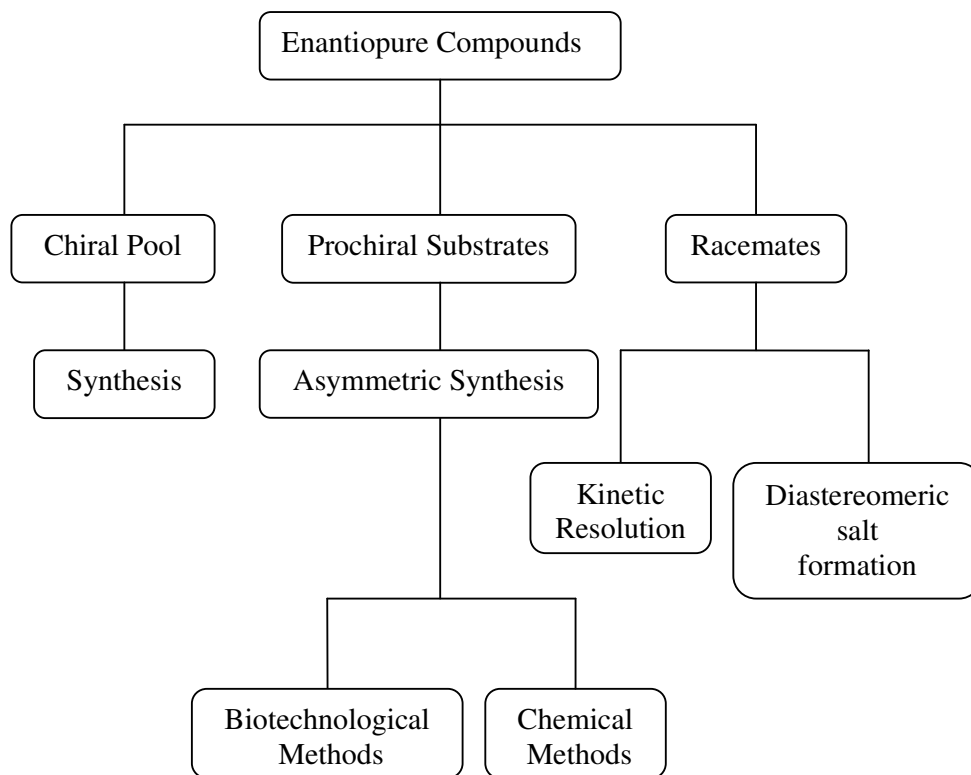 Enantiopure Compounds
Chiral Pool
Prochiral Substrates
Racemates
Synthesis
Asymmetric Synthesis
Kinetic
Resolution
Diastereomeric
salt
formation
Biotechnological
Methods
Chemical
Methods